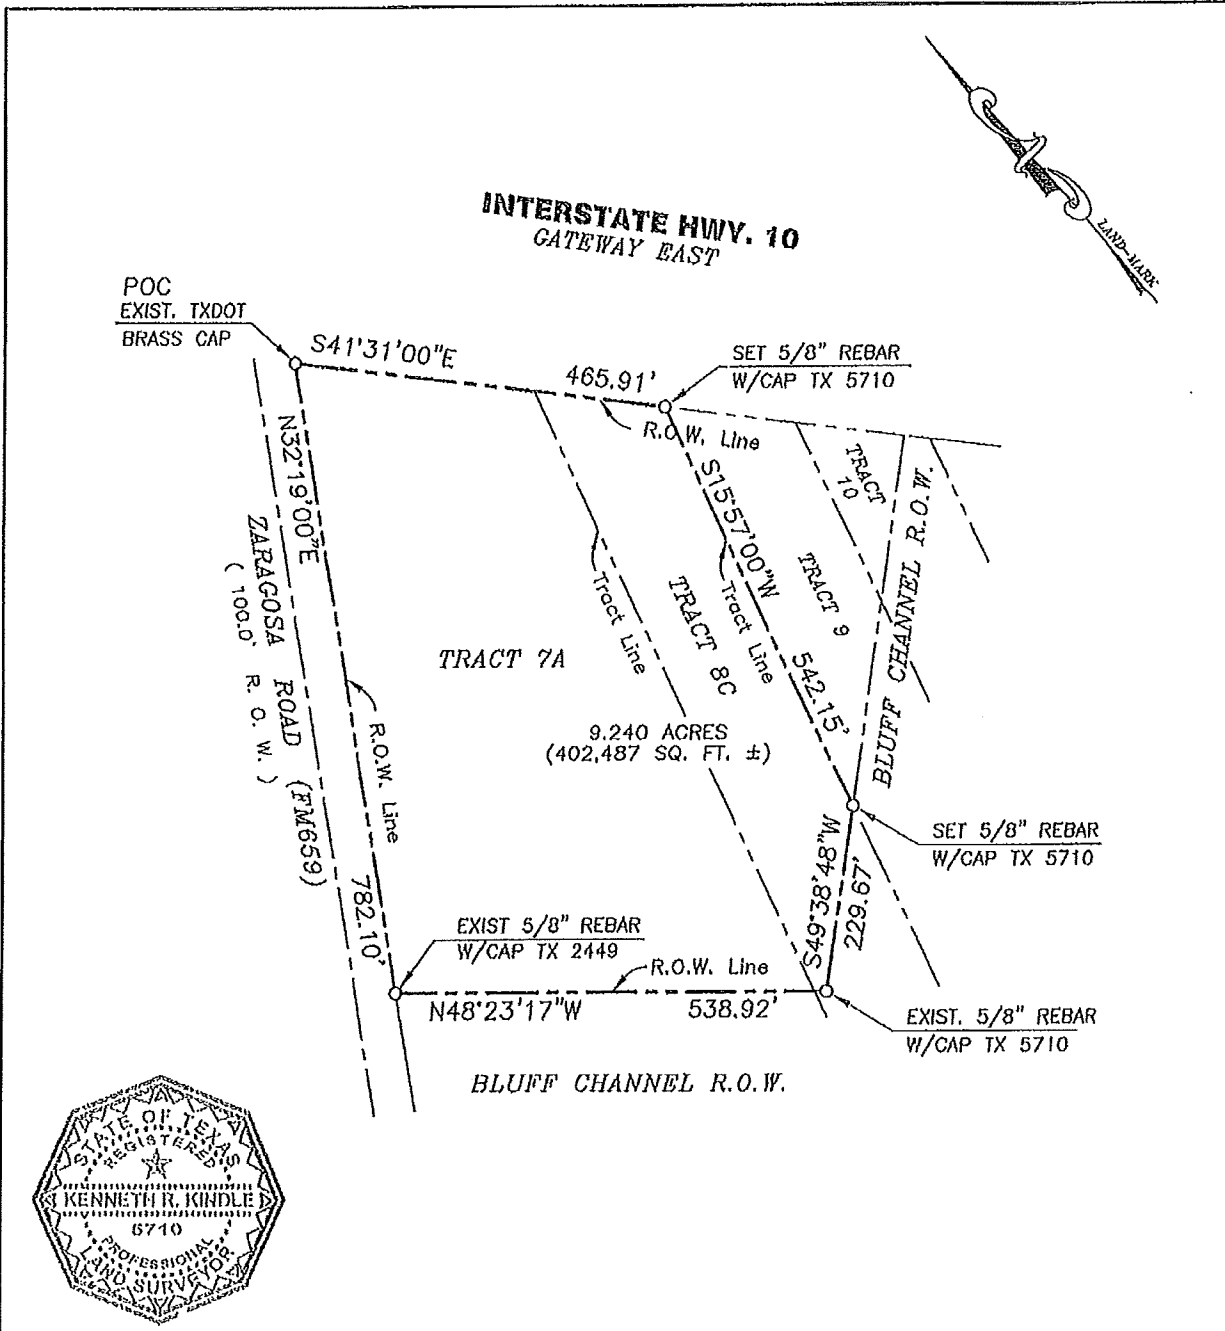 LAND-MARK
INTERSTATE HWY. 10
GATEWAY EAST
POC
EXIST. TXDOT
BRASS CAP
S41°31'00"E
465.91'
SET 5/8" REBAR
W/CAP TX 5710
R.O.W. Line
N32°19'00"E
ZARAGOSA ROAD (FM659)
( 100.0' R. O. W. )
R.O.W. Line
782.10'
TRACT 7A
Tract Line
TRACT 8C
S15°57'00"W
Tract Line
542.15'
TRACT 9
TRACT
10
BLUFF CHANNEL R.O.W.
9.240 ACRES
(402,487 SQ. FT. ±)
SET 5/8" REBAR
W/CAP TX 5710
S49°38'48"W
229.67'
EXIST 5/8" REBAR
W/CAP TX 2449
R.O.W. Line
N48°23'17"W
538.92'
EXIST. 5/8" REBAR
W/CAP TX 5710
BLUFF CHANNEL R.O.W.
STATE OF TEXAS
REGISTERED
KENNETH R. KINDLE
5710
PROFESSIONAL
LAND SURVEYOR